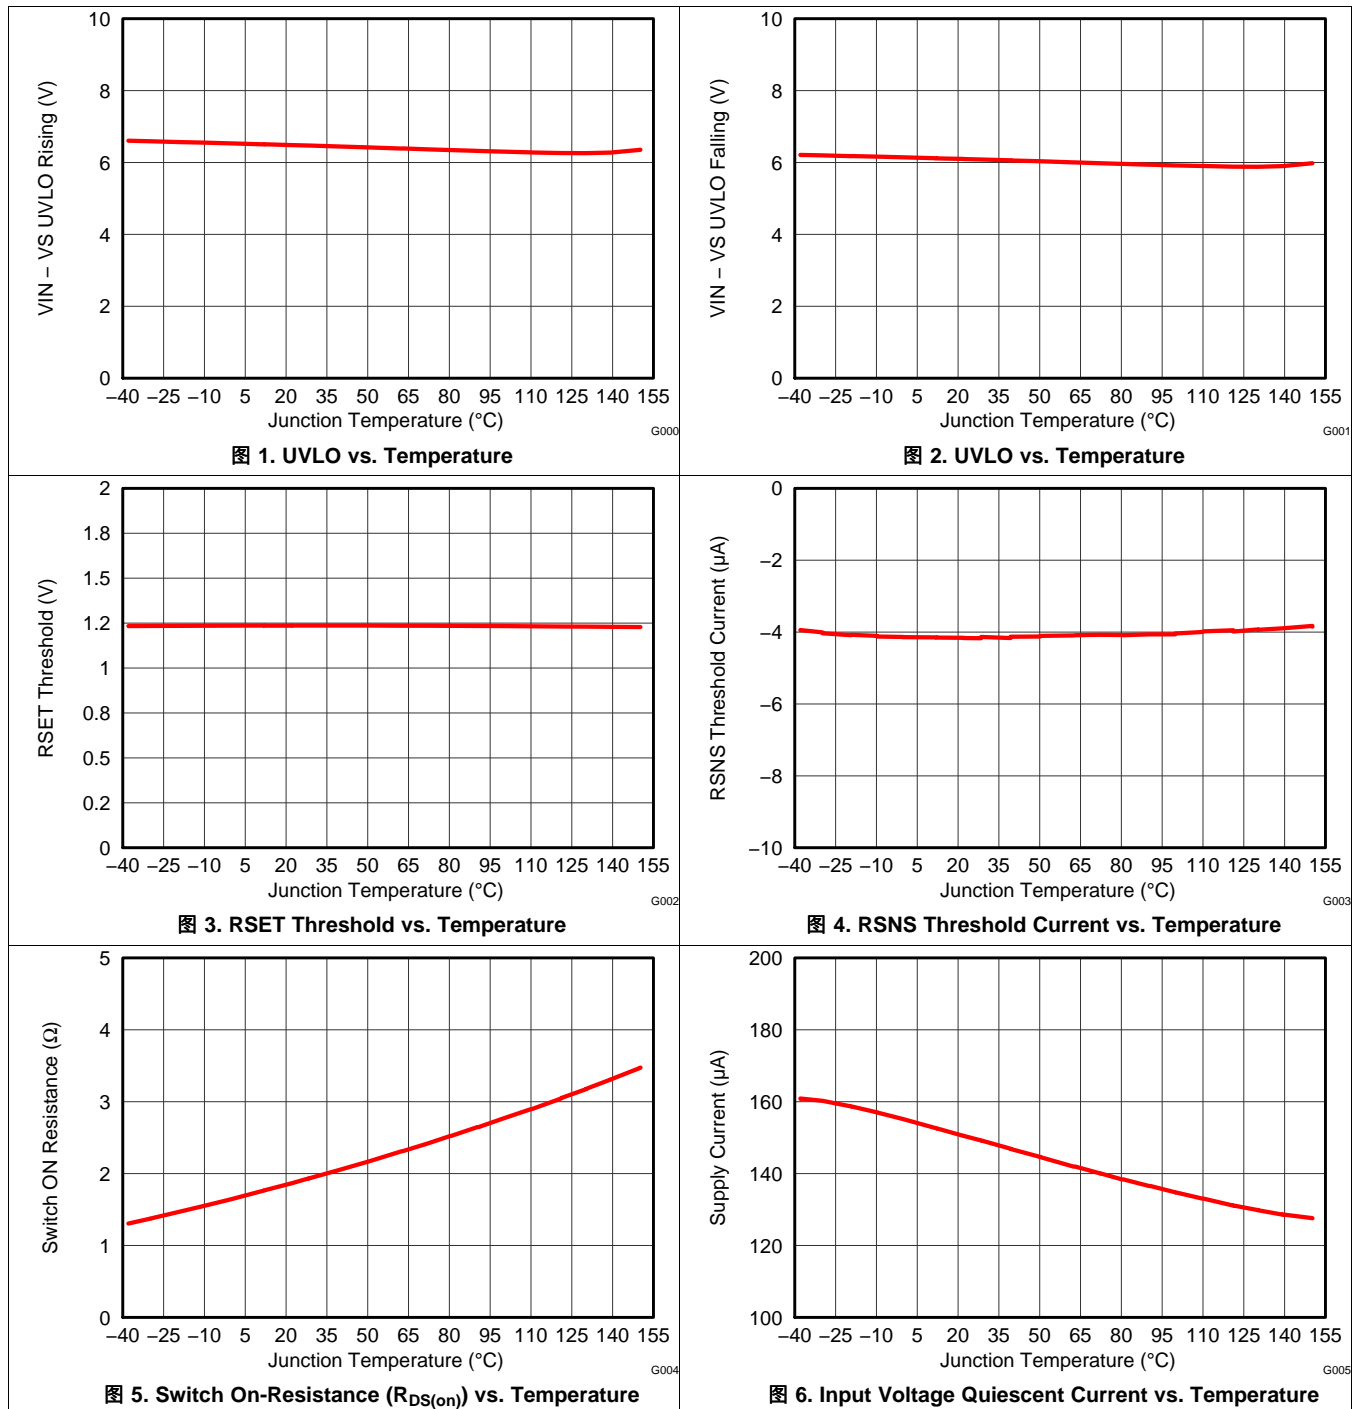 10
8
6
4
2
0
VIN – VS UVLO Rising (V)
–40 –25 –10 5 20 35 50 65 80 95 110 125 140 155
Junction Temperature (°C)
G000
图 1. UVLO vs. Temperature
10
8
6
4
2
0
VIN – VS UVLO Falling (V)
–40 –25 –10 5 20 35 50 65 80 95 110 125 140 155
Junction Temperature (°C)
G001
图 2. UVLO vs. Temperature
2
1.8
1.5
1.2
1
0.8
0.5
0.2
0
RSET Threshold (V)
–40 –25 –10 5 20 35 50 65 80 95 110 125 140 155
Junction Temperature (°C)
G002
图 3. RSET Threshold vs. Temperature
0
–2
–4
–6
–8
–10
RSNS Threshold Current (µA)
–40 –25 –10 5 20 35 50 65 80 95 110 125 140 155
Junction Temperature (°C)
G003
图 4. RSNS Threshold Current vs. Temperature
5
4
3
2
1
0
Switch ON Resistance (Ω)
–40 –25 –10 5 20 35 50 65 80 95 110 125 140 155
Junction Temperature (°C)
G004
图 5. Switch On-Resistance (RDS(on)) vs. Temperature
200
180
160
140
120
100
Supply Current (µA)
–40 –25 –10 5 20 35 50 65 80 95 110 125 140 155
Junction Temperature (°C)
G005
图 6. Input Voltage Quiescent Current vs. Temperature